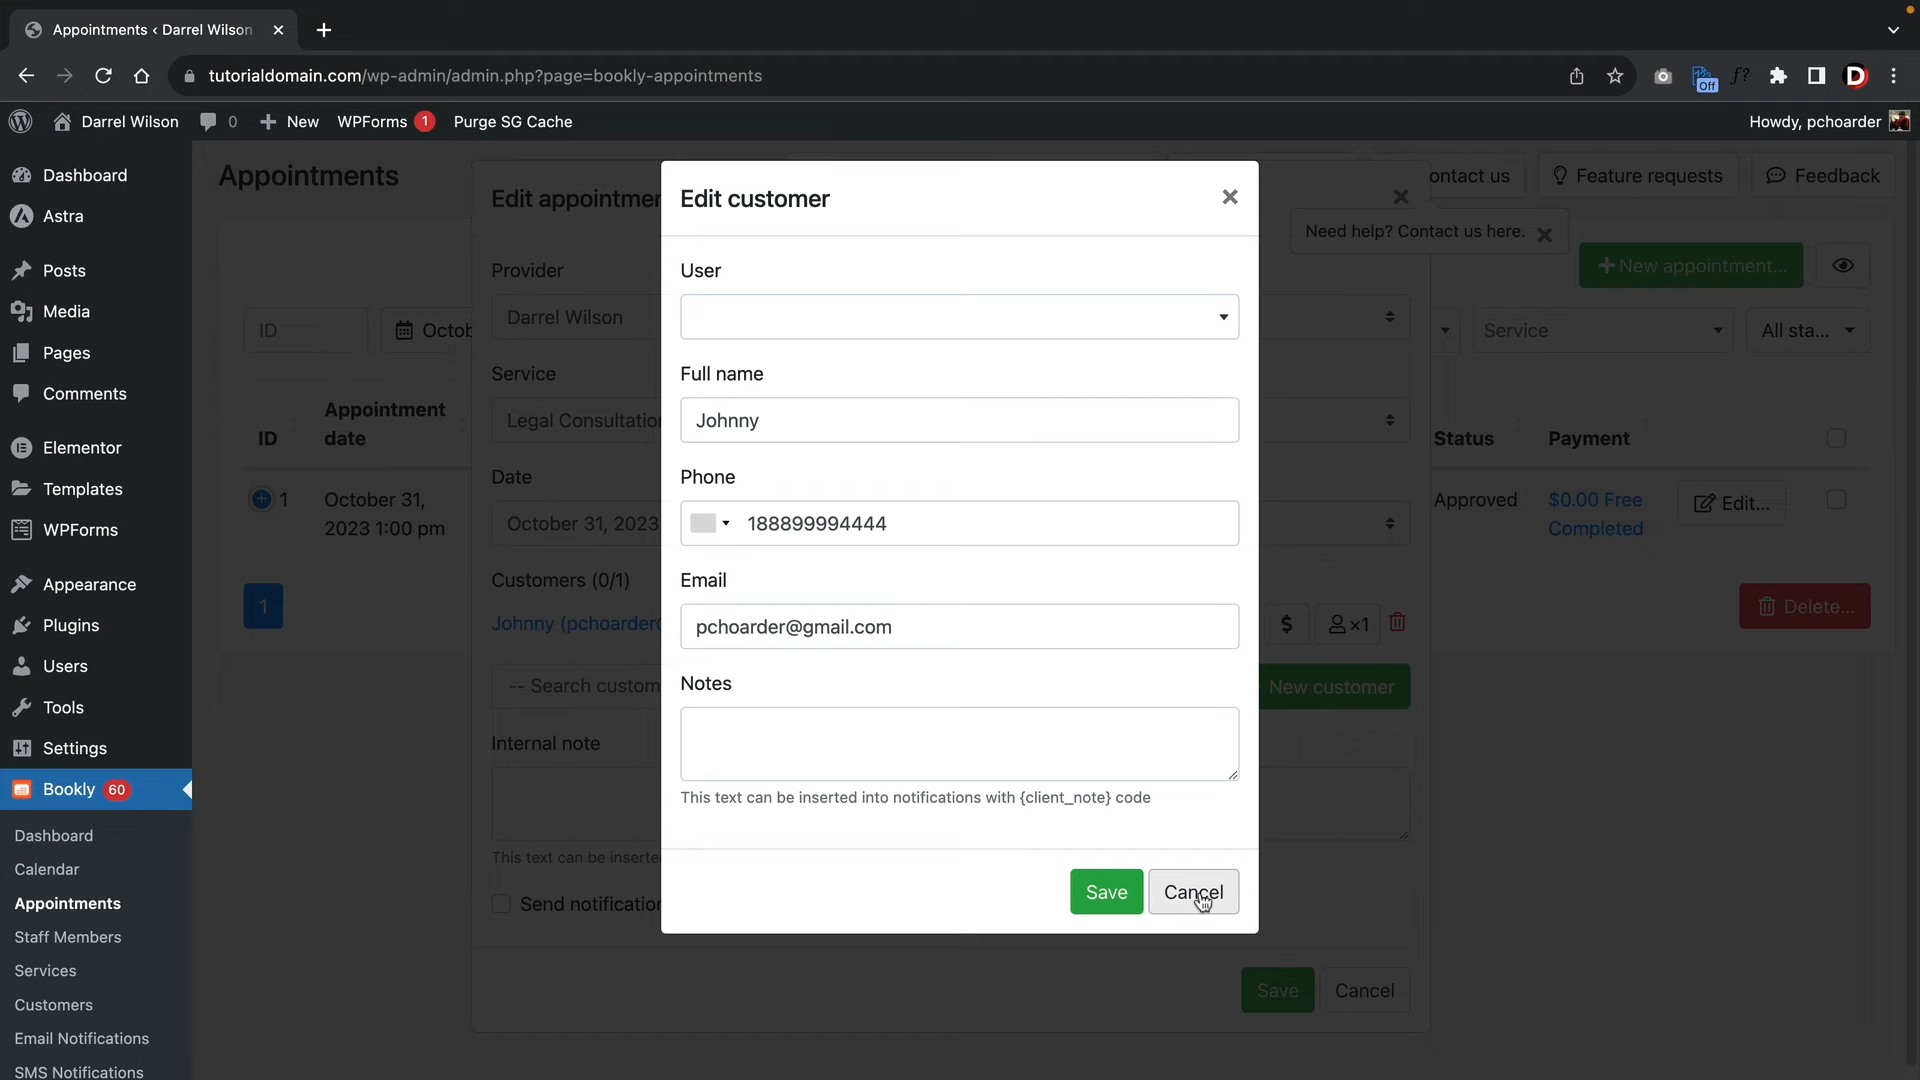 Appointments ‹ Darrel Wilson
tutorialdomain.com/wp-admin/admin.php?page=bookly-appointments
Off
f?
D
Darrel Wilson
0
New
WPForms 1
Purge SG Cache
Howdy, pchoarder
Dashboard
Astra
Posts
Media
Pages
Comments
Elementor
Templates
WPForms
Appearance
Plugins
Users
Tools
Settings
Bookly 60
Dashboard
Calendar
Appointments
Staff Members
Services
Customers
Email Notifications
SMS Notifications
Appointments
ontact us
Feature requests
Feedback
Need help? Contact us here.
New appointment...
ID
Octob
Service
All sta...
ID
Appointment
date
Status
Payment
1
October 31,
2023 1:00 pm
Approved
$0.00 Free
Completed
Edit...
1
Delete...
Edit appointmen
Provider
Darrel Wilson
Service
Legal Consultation
Date
October 31, 2023
Customers (0/1)
Johnny (pchoarder@
$
×1
-- Search custom
New customer
Internal note
This text can be inserte
Send notification
Save
Cancel
Edit customer
User
Full name
Johnny
Phone
188899994444
Email
pchoarder@gmail.com
Notes
This text can be inserted into notifications with {client_note} code
Save
Cancel